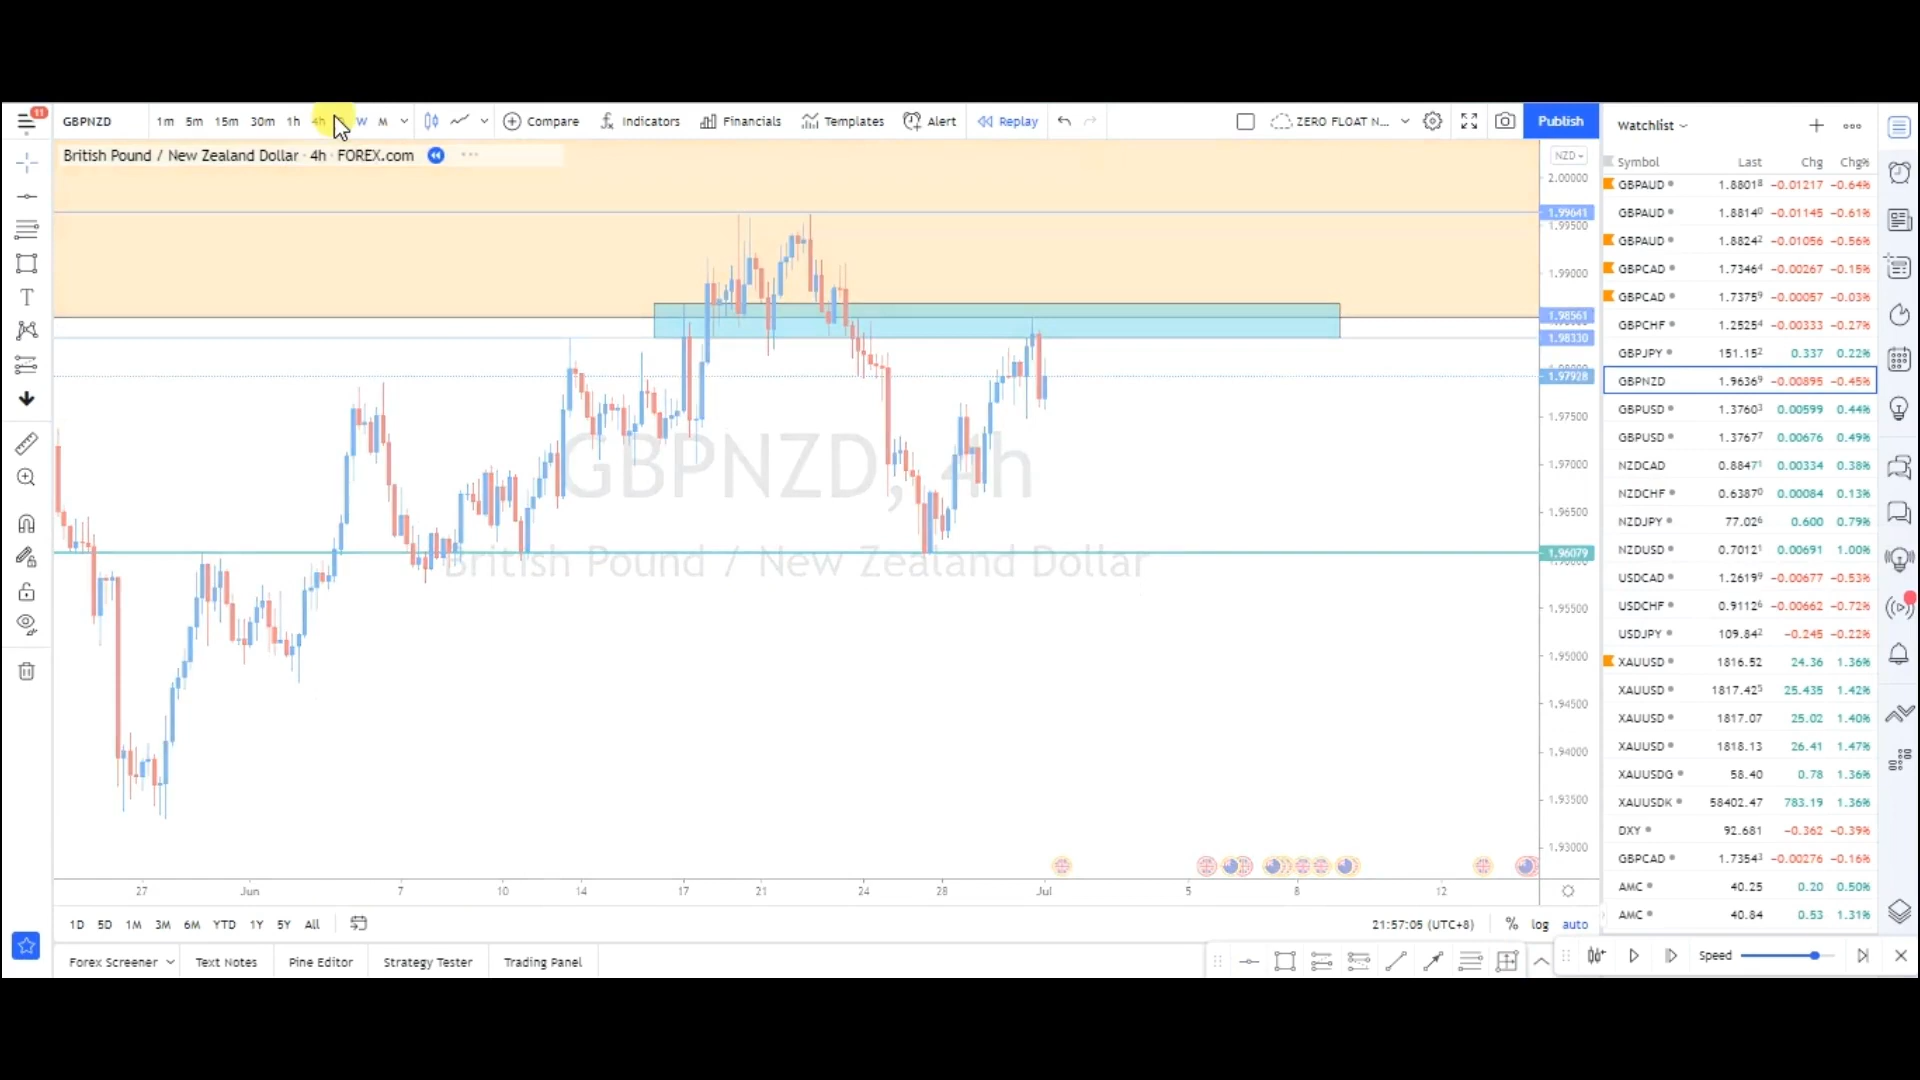 11
GBPNZD 1m 5m 15m 30m 1h 4h W M Compare Indicators Financials Templates Alert Replay ZERO FLOAT N... Publish
British Pound / New Zealand Dollar · 4h · FOREX.com
NZD
2.00000
1.99641
1.99500
1.99000
1.98561
1.98330
1.97928
1.97500
1.97000
1.96500
1.96079
1.95500
1.95000
1.94500
1.94000
1.93500
1.93000
GBPNZD, 4h
British Pound / New Zealand Dollar
27 Jun 7 10 14 17 21 24 28 Jul 5 8 12
1D 5D 1M 3M 6M YTD 1Y 5Y All
21:57:05 (UTC+8) % log auto
Forex Screener Text Notes Pine Editor Strategy Tester Trading Panel
Speed
Watchlist
Symbol Last Chg Chg%
GBPAUD 1.88018 -0.01217 -0.64%
GBPAUD 1.88140 -0.01145 -0.61%
GBPAUD 1.88242 -0.01056 -0.56%
GBPCAD 1.73464 -0.00267 -0.15%
GBPCAD 1.73759 -0.00057 -0.03%
GBPCHF 1.25254 -0.00333 -0.27%
GBPJPY 151.152 0.337 0.22%
GBPNZD 1.96369 -0.00895 -0.45%
GBPUSD 1.37603 0.00599 0.44%
GBPUSD 1.37677 0.00676 0.49%
NZDCAD 0.88471 0.00334 0.38%
NZDCHF 0.63870 0.00084 0.13%
NZDJPY 77.026 0.600 0.79%
NZDUSD 0.70121 0.00691 1.00%
USDCAD 1.26199 -0.00677 -0.53%
USDCHF 0.91126 -0.00662 -0.72%
USDJPY 109.842 -0.245 -0.22%
XAUUSD 1816.52 24.36 1.36%
XAUUSD 1817.425 25.435 1.42%
XAUUSD 1817.07 25.02 1.40%
XAUUSD 1818.13 26.41 1.47%
XAUUSDG 58.40 0.78 1.36%
XAUUSDK 58402.47 783.19 1.36%
DXY 92.681 -0.362 -0.39%
GBPCAD 1.73543 -0.00276 -0.16%
AMC 40.25 0.20 0.50%
AMC 40.84 0.53 1.31%